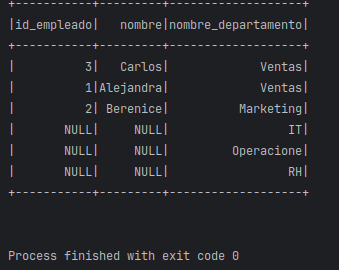 +-----------+---------+-------------------+
|id_empleado|   nombre|nombre_departamento|
+-----------+---------+-------------------+
|          3|   Carlos|             Ventas|
|          1|Alejandra|             Ventas|
|          2| Berenice|          Marketing|
|       NULL|     NULL|                 IT|
|       NULL|     NULL|         Operacione|
|       NULL|     NULL|                 RH|
+-----------+---------+-------------------+
Process finished with exit code 0